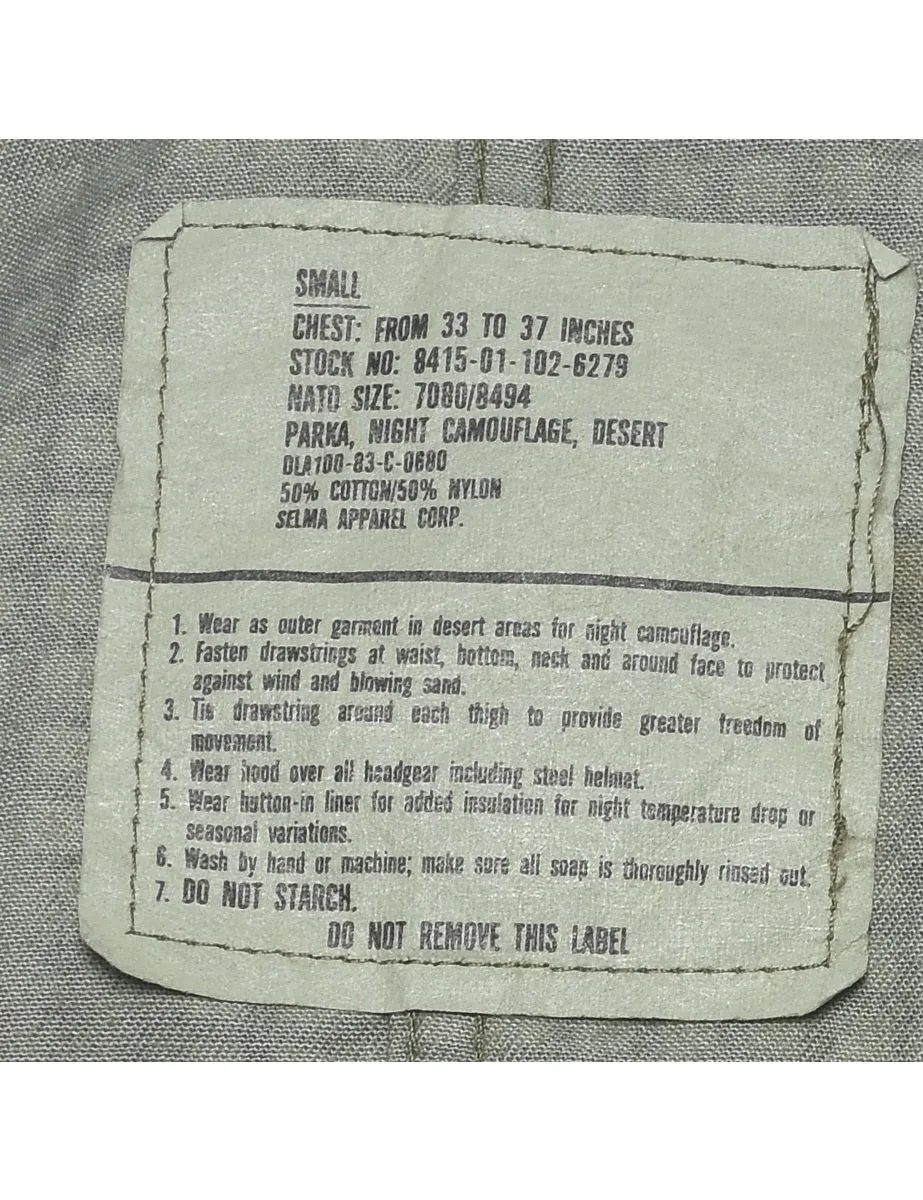 SMALL
CHEST: FROM 33 TO 37 INCHES
STOCK NO: 8415-01-102-6279
NATO SIZE: 7080/8494
PARKA, NIGHT CAMOUFLAGE, DESERT
DLA100-83-C-0680
50% COTTON/50% NYLON
SELMA APPAREL CORP.
1. Wear as outer garment in desert areas for night camouflage.
2. Fasten drawstrings at waist, bottom, neck and around face to protect
against wind and blowing sand.
3. Tie drawstring around each thigh to provide greater freedom of
movement.
4. Wear hood over all headgear including steel helmet.
5. Wear button-in liner for added insulation for night temperature drop or
seasonal variations.
6. Wash by hand or machine; make sure all soap is thoroughly rinsed out.
7. DO NOT STARCH.
DO NOT REMOVE THIS LABEL